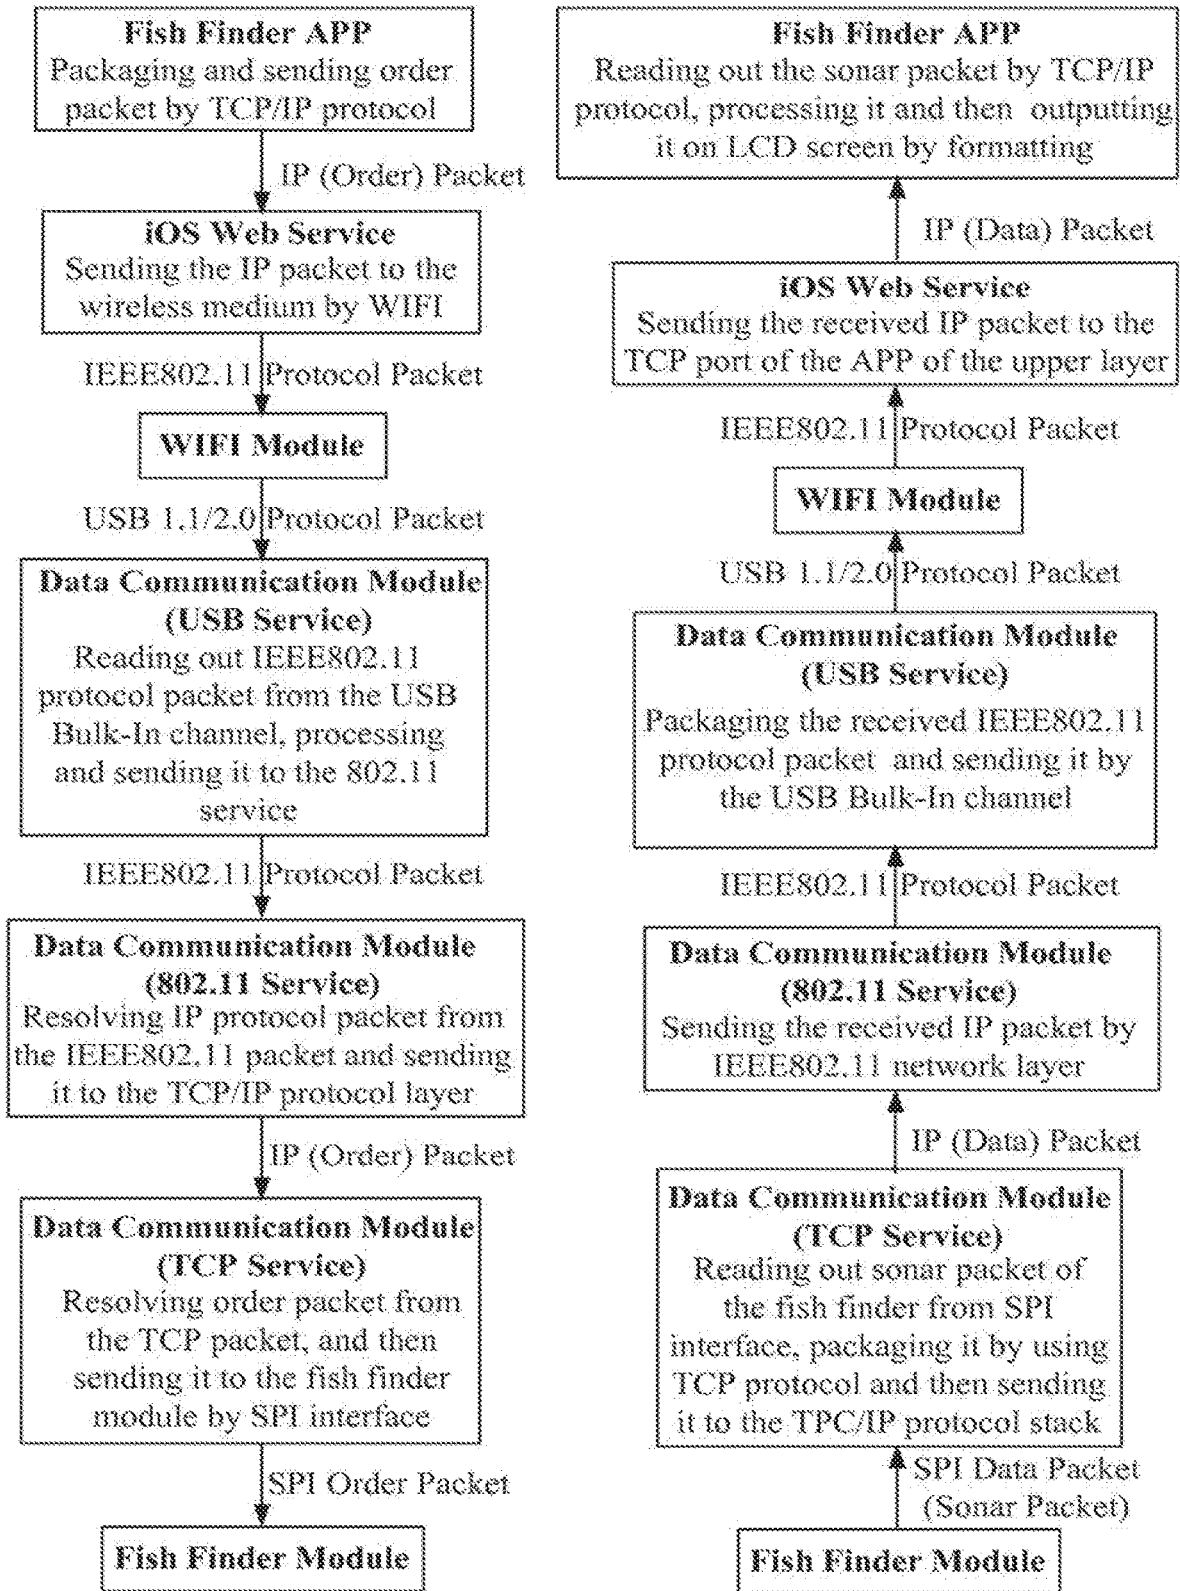 Fish Finder APP
Packaging and sending order
packet by TCP/IP protocol
IP (Order) Packet
iOS Web Service
Sending the IP packet to the
wireless medium by WIFI
IEEE802.11 Protocol Packet
WIFI Module
USB 1.1/2.0 Protocol Packet
Data Communication Module
(USB Service)
Reading out IEEE802.11
protocol packet from the USB
Bulk-In channel, processing
and sending it to the 802.11
service
IEEE802.11 Protocol Packet
Data Communication Module
(802.11 Service)
Resolving IP protocol packet from
the IEEE802.11 packet and sending
it to the TCP/IP protocol layer
IP (Order) Packet
Data Communication Module
(TCP Service)
Resolving order packet from
the TCP packet, and then
sending it to the fish finder
module by SPI interface
SPI Order Packet
Fish Finder Module
Fish Finder APP
Reading out the sonar packet by TCP/IP
protocol, processing it and then outputting
it on LCD screen by formatting
IP (Data) Packet
iOS Web Service
Sending the received IP packet to the
TCP port of the APP of the upper layer
IEEE802.11 Protocol Packet
WIFI Module
USB 1.1/2.0 Protocol Packet
Data Communication Module
(USB Service)
Packaging the received IEEE802.11
protocol packet and sending it by
the USB Bulk-In channel
IEEE802.11 Protocol Packet
Data Communication Module
(802.11 Service)
Sending the received IP packet by
IEEE802.11 network layer
IP (Data) Packet
Data Communication Module
(TCP Service)
Reading out sonar packet of
the fish finder from SPI
interface, packaging it by using
TCP protocol and then sending
it to the TPC/IP protocol stack
SPI Data Packet
(Sonar Packet)
Fish Finder Module